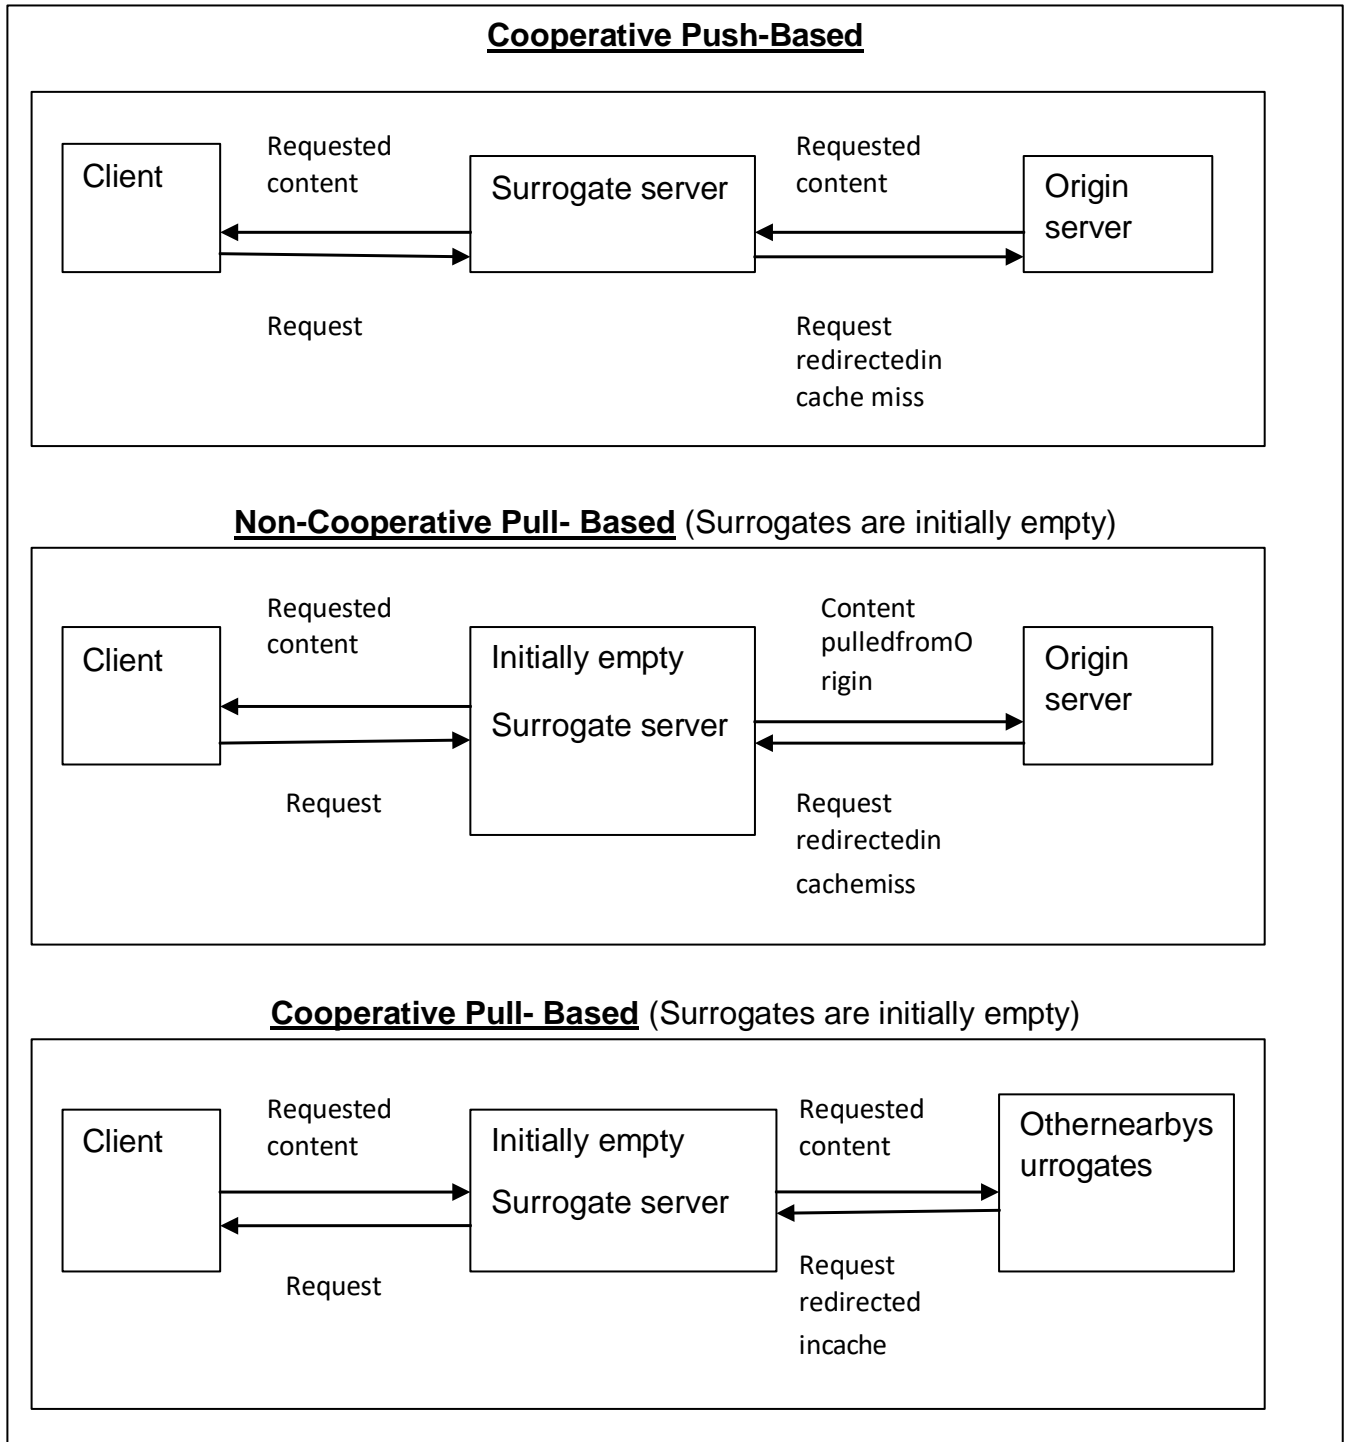 Cooperative Push-Based
Client
Requested
content
Surrogate server
Requested
content
Origin
server
Request
Request
redirectedin
cache miss
Non-Cooperative Pull- Based (Surrogates are initially empty)
Client
Requested
content
Initially empty
Surrogate server
Content
pulledfromO
rigin
Origin
server
Request
Request
redirectedin
cachemiss
Cooperative Pull- Based (Surrogates are initially empty)
Client
Requested
content
Initially empty
Surrogate server
Requested
content
Othernearbys
urrogates
Request
Request
redirected
incache